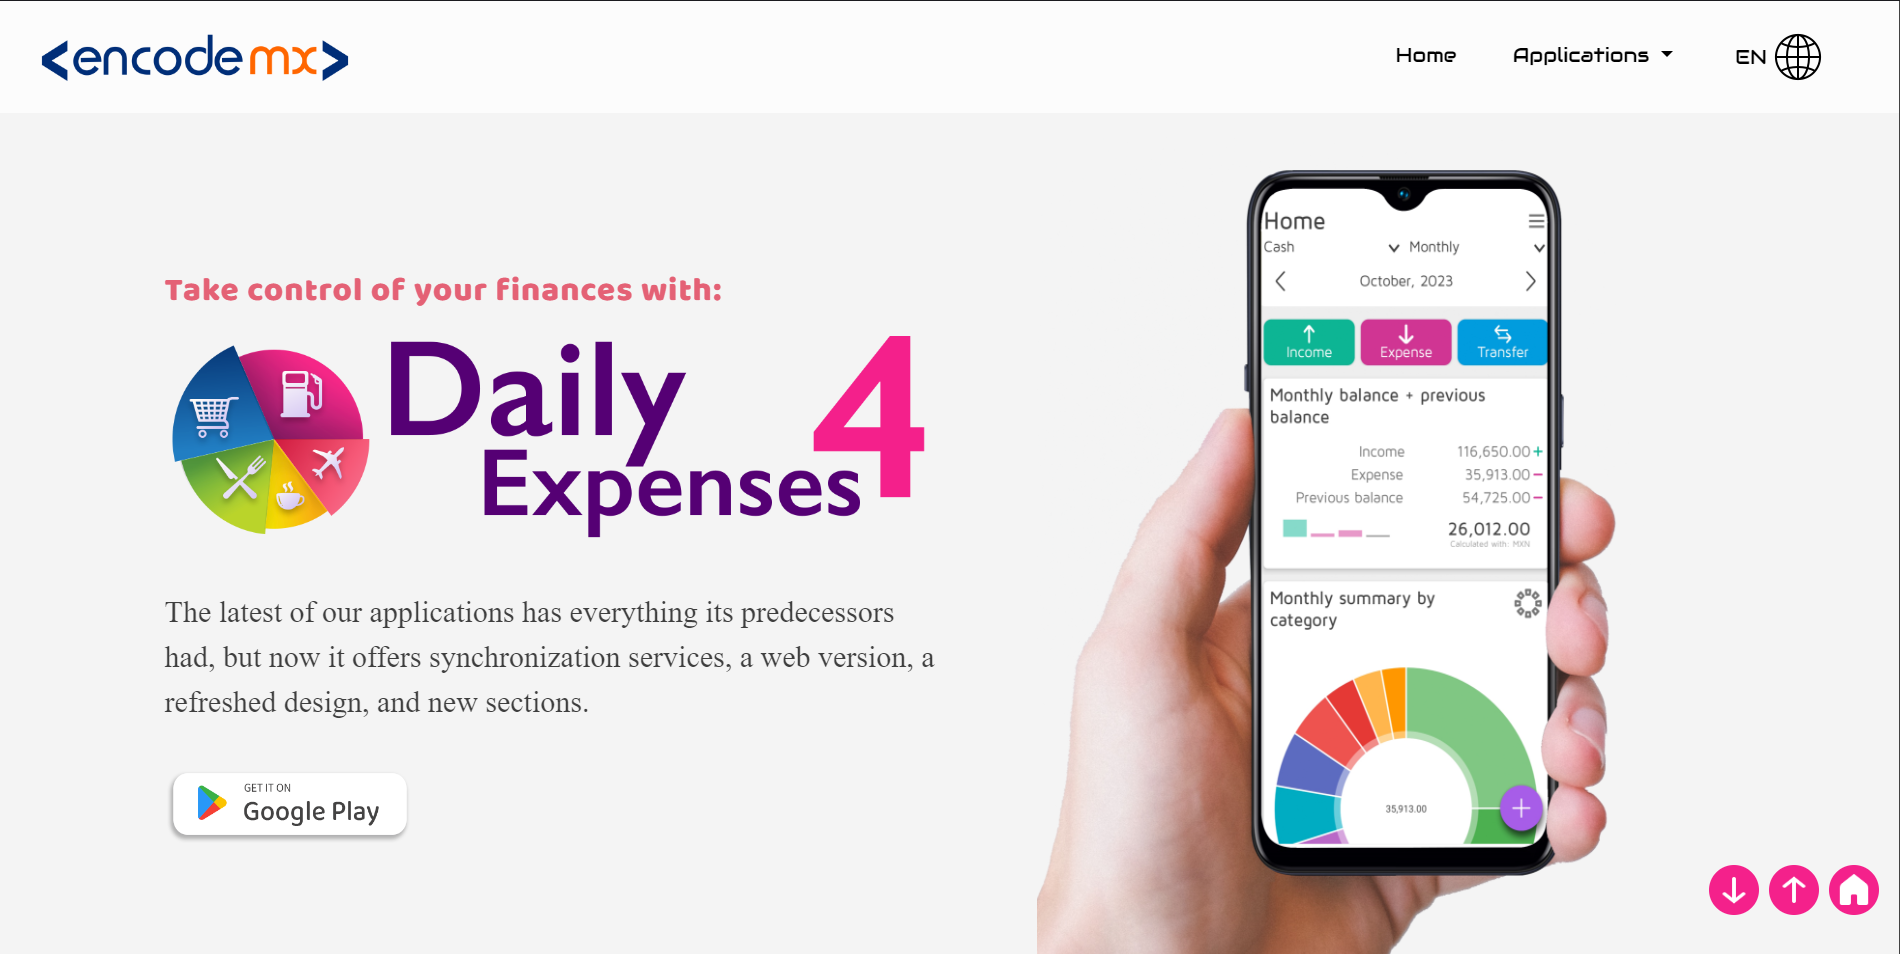 <encodemx>
Home
Applications
EN
Take control of your finances with:
Daily
Expenses
4
The latest of our applications has everything its predecessors
had, but now it offers synchronization services, a web version, a
refreshed design, and new sections.
GET IT ON
Google Play
Home
Cash
Monthly
October, 2023
Income
Expense
Transfer
Monthly balance + previous
balance
Income 116,650.00 +
Expense 35,913.00 −
Previous balance 54,725.00 −
26,012.00
Calculated with: MXN
Monthly summary by
category
35,913.00